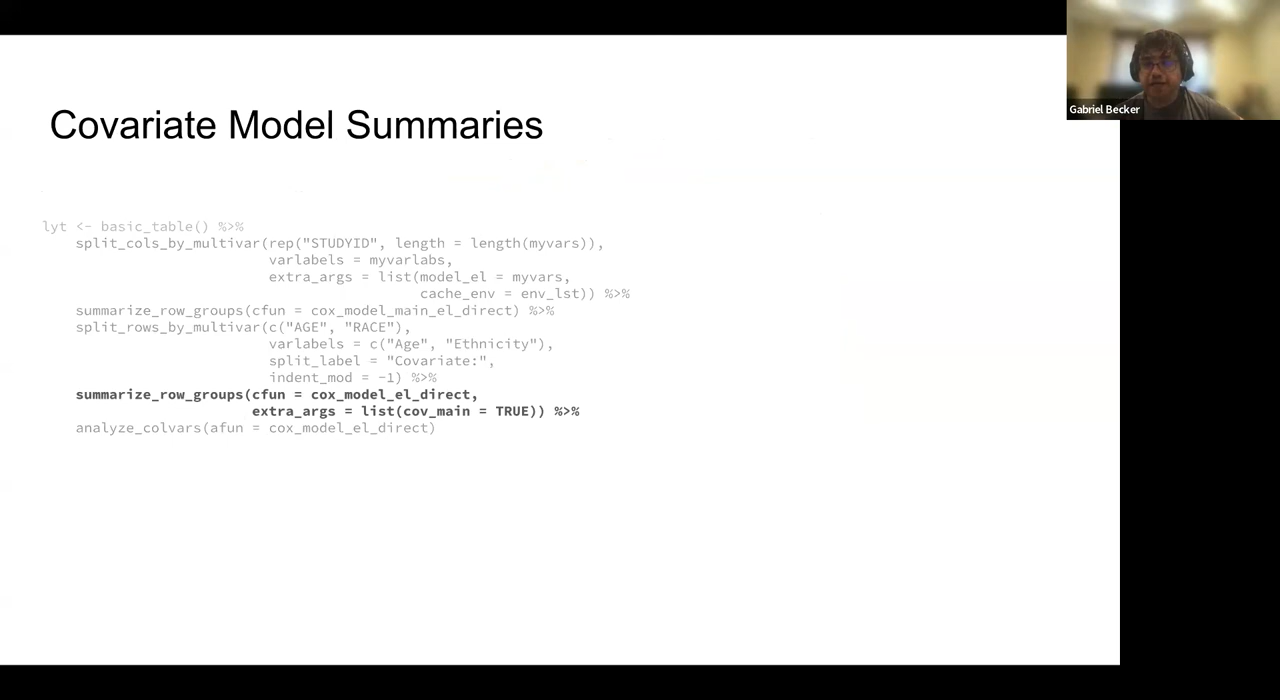 Covariate Model Summaries
lyt <- basic_table() %>%
    split_cols_by_multivar(rep("STUDYID", length = length(myvars)),
                           varlabels = myvarlabs,
                           extra_args = list(model_el = myvars,
                                             cache_env = env_lst)) %>%
    summarize_row_groups(cfun = cox_model_main_el_direct) %>%
    split_rows_by_multivar(c("AGE", "RACE"),
                           varlabels = c("Age", "Ethnicity"),
                           split_label = "Covariate:",
                           indent_mod = -1) %>%
    summarize_row_groups(cfun = cox_model_el_direct,
                         extra_args = list(cov_main = TRUE)) %>%
    analyze_colvars(afun = cox_model_el_direct)
Gabriel Becker